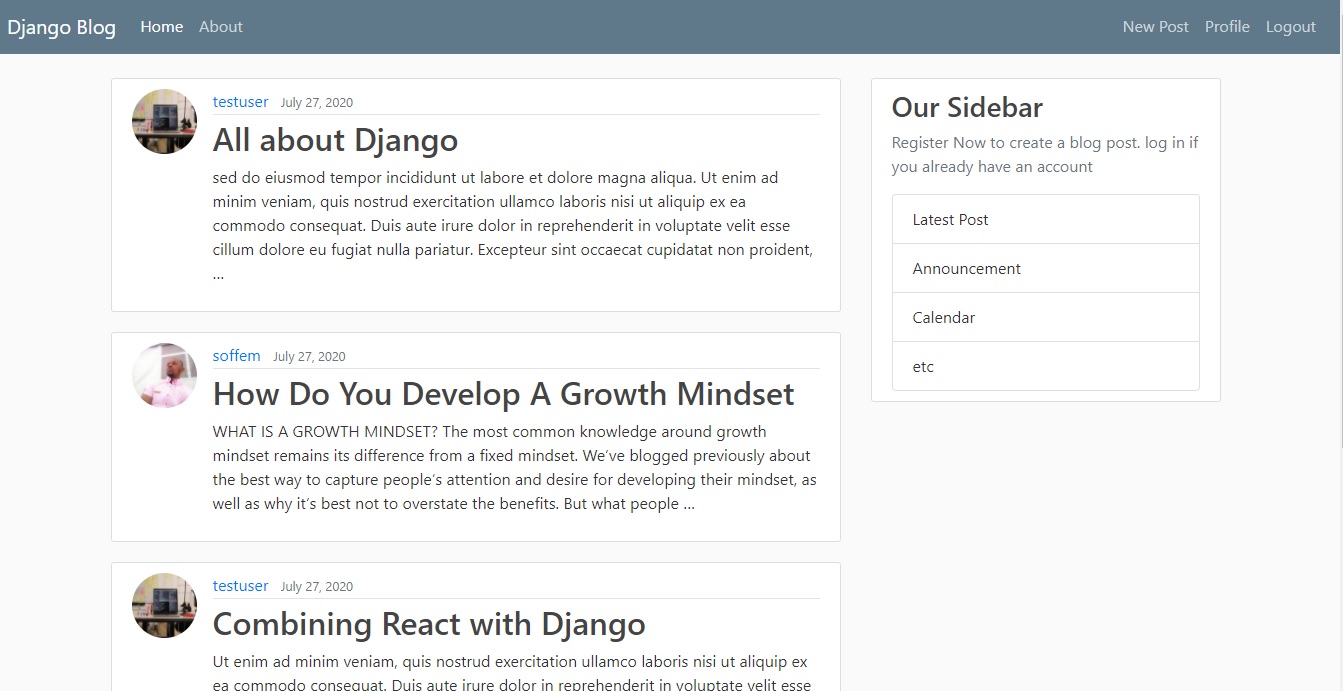 Django Blog Home About New Post Profile Logout
testuser July 27, 2020
All about Django
sed do eiusmod tempor incididunt ut labore et dolore magna aliqua. Ut enim ad
minim veniam, quis nostrud exercitation ullamco laboris nisi ut aliquip ex ea
commodo consequat. Duis aute irure dolor in reprehenderit in voluptate velit esse
cillum dolore eu fugiat nulla pariatur. Excepteur sint occaecat cupidatat non proident,
...
soffem July 27, 2020
How Do You Develop A Growth Mindset
WHAT IS A GROWTH MINDSET? The most common knowledge around growth
mindset remains its difference from a fixed mindset. We’ve blogged previously about
the best way to capture people’s attention and desire for developing their mindset, as
well as why it’s best not to overstate the benefits. But what people ...
testuser July 27, 2020
Combining React with Django
Ut enim ad minim veniam, quis nostrud exercitation ullamco laboris nisi ut aliquip ex
ea commodo consequat. Duis aute irure dolor in reprehenderit in voluptate velit esse
Our Sidebar
Register Now to create a blog post. log in if
you already have an account
Latest Post
Announcement
Calendar
etc